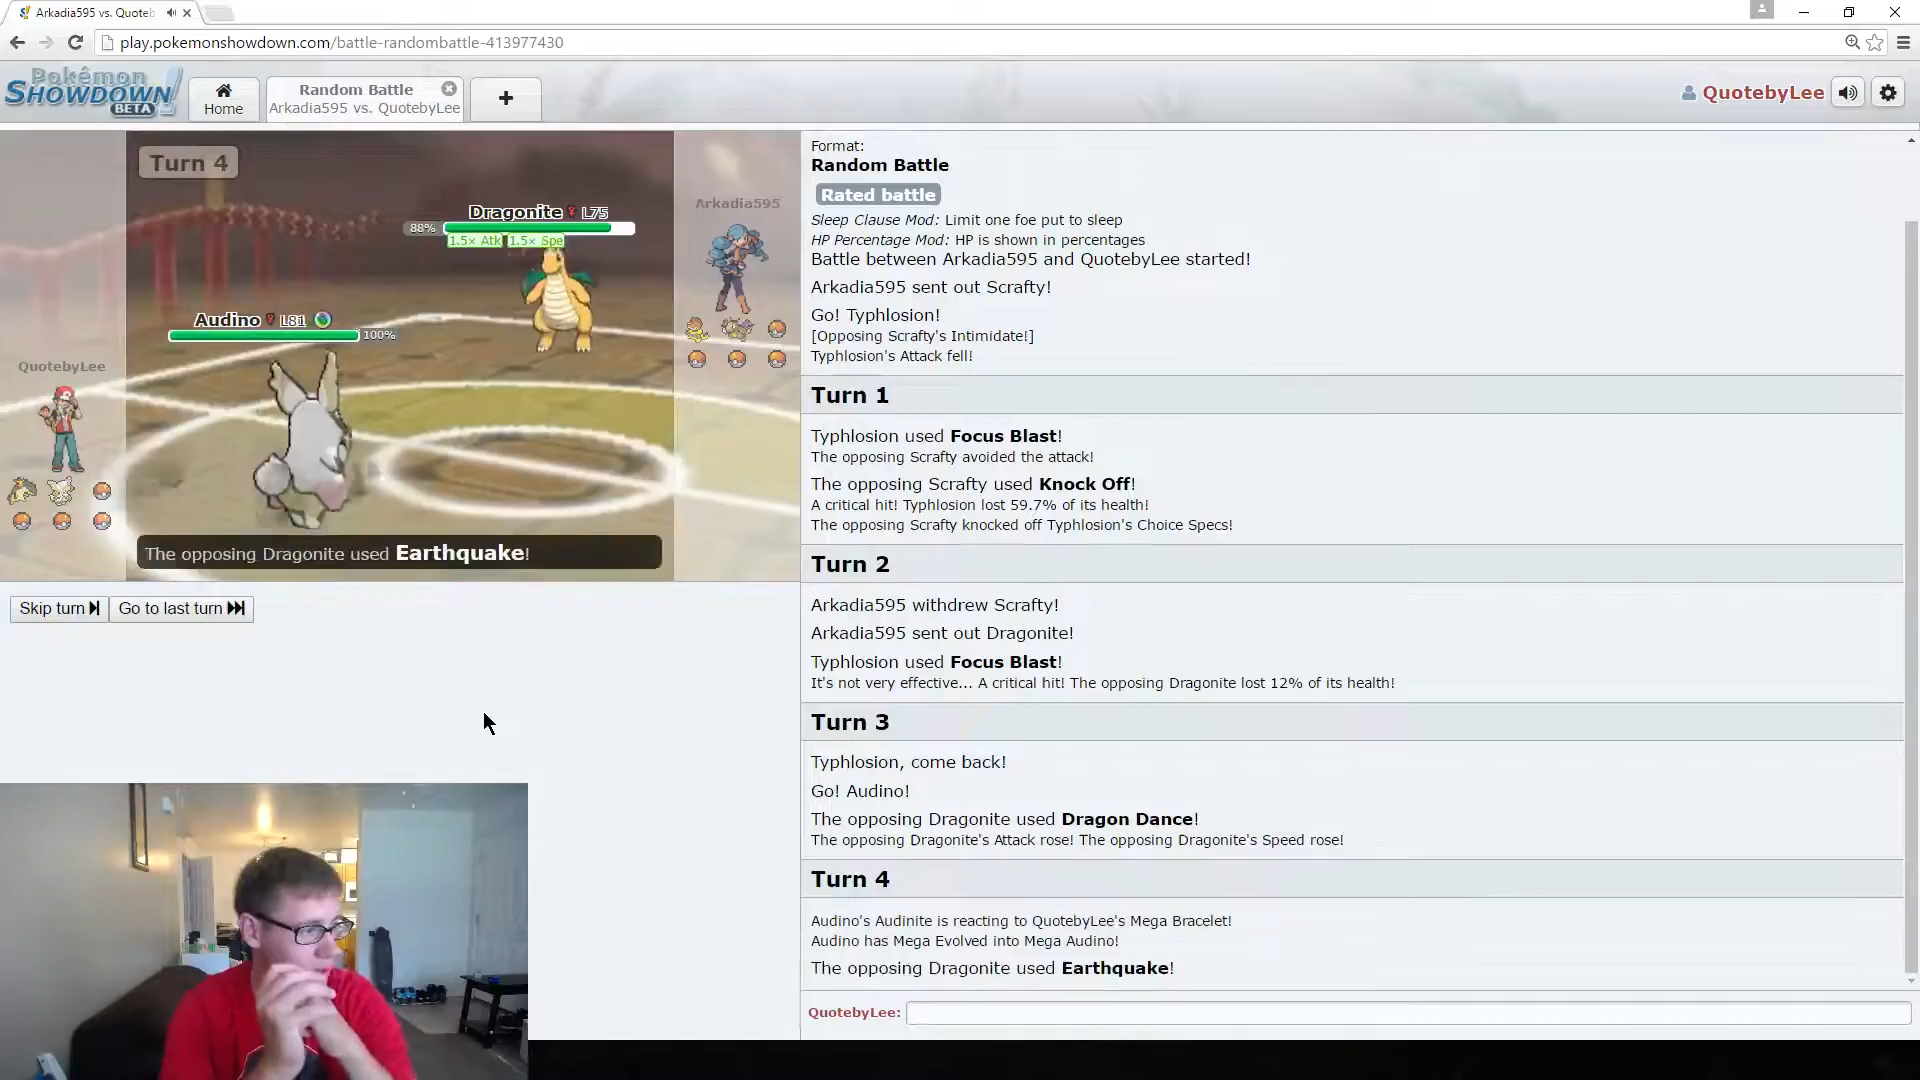 Arkadia595 vs. Quoteb
play.pokemonshowdown.com/battle-randombattle-413977430
Pokémon
SHOWDOWN!
BETA
Home
Random Battle
Arkadia595 vs. QuotebyLee
+
QuotebyLee
Turn 4
Dragonite L75
88%
1.5× Atk 1.5× Spe
Arkadia595
Audino L81
100%
QuotebyLee
The opposing Dragonite used Earthquake!
Skip turn
Go to last turn
Format:
Random Battle
Rated battle
Sleep Clause Mod: Limit one foe put to sleep
HP Percentage Mod: HP is shown in percentages
Battle between Arkadia595 and QuotebyLee started!
Arkadia595 sent out Scrafty!
Go! Typhlosion!
[Opposing Scrafty's Intimidate!]
Typhlosion's Attack fell!
Turn 1
Typhlosion used Focus Blast!
The opposing Scrafty avoided the attack!
The opposing Scrafty used Knock Off!
A critical hit! Typhlosion lost 59.7% of its health!
The opposing Scrafty knocked off Typhlosion's Choice Specs!
Turn 2
Arkadia595 withdrew Scrafty!
Arkadia595 sent out Dragonite!
Typhlosion used Focus Blast!
It's not very effective... A critical hit! The opposing Dragonite lost 12% of its health!
Turn 3
Typhlosion, come back!
Go! Audino!
The opposing Dragonite used Dragon Dance!
The opposing Dragonite's Attack rose! The opposing Dragonite's Speed rose!
Turn 4
Audino's Audinite is reacting to QuotebyLee's Mega Bracelet!
Audino has Mega Evolved into Mega Audino!
The opposing Dragonite used Earthquake!
QuotebyLee: